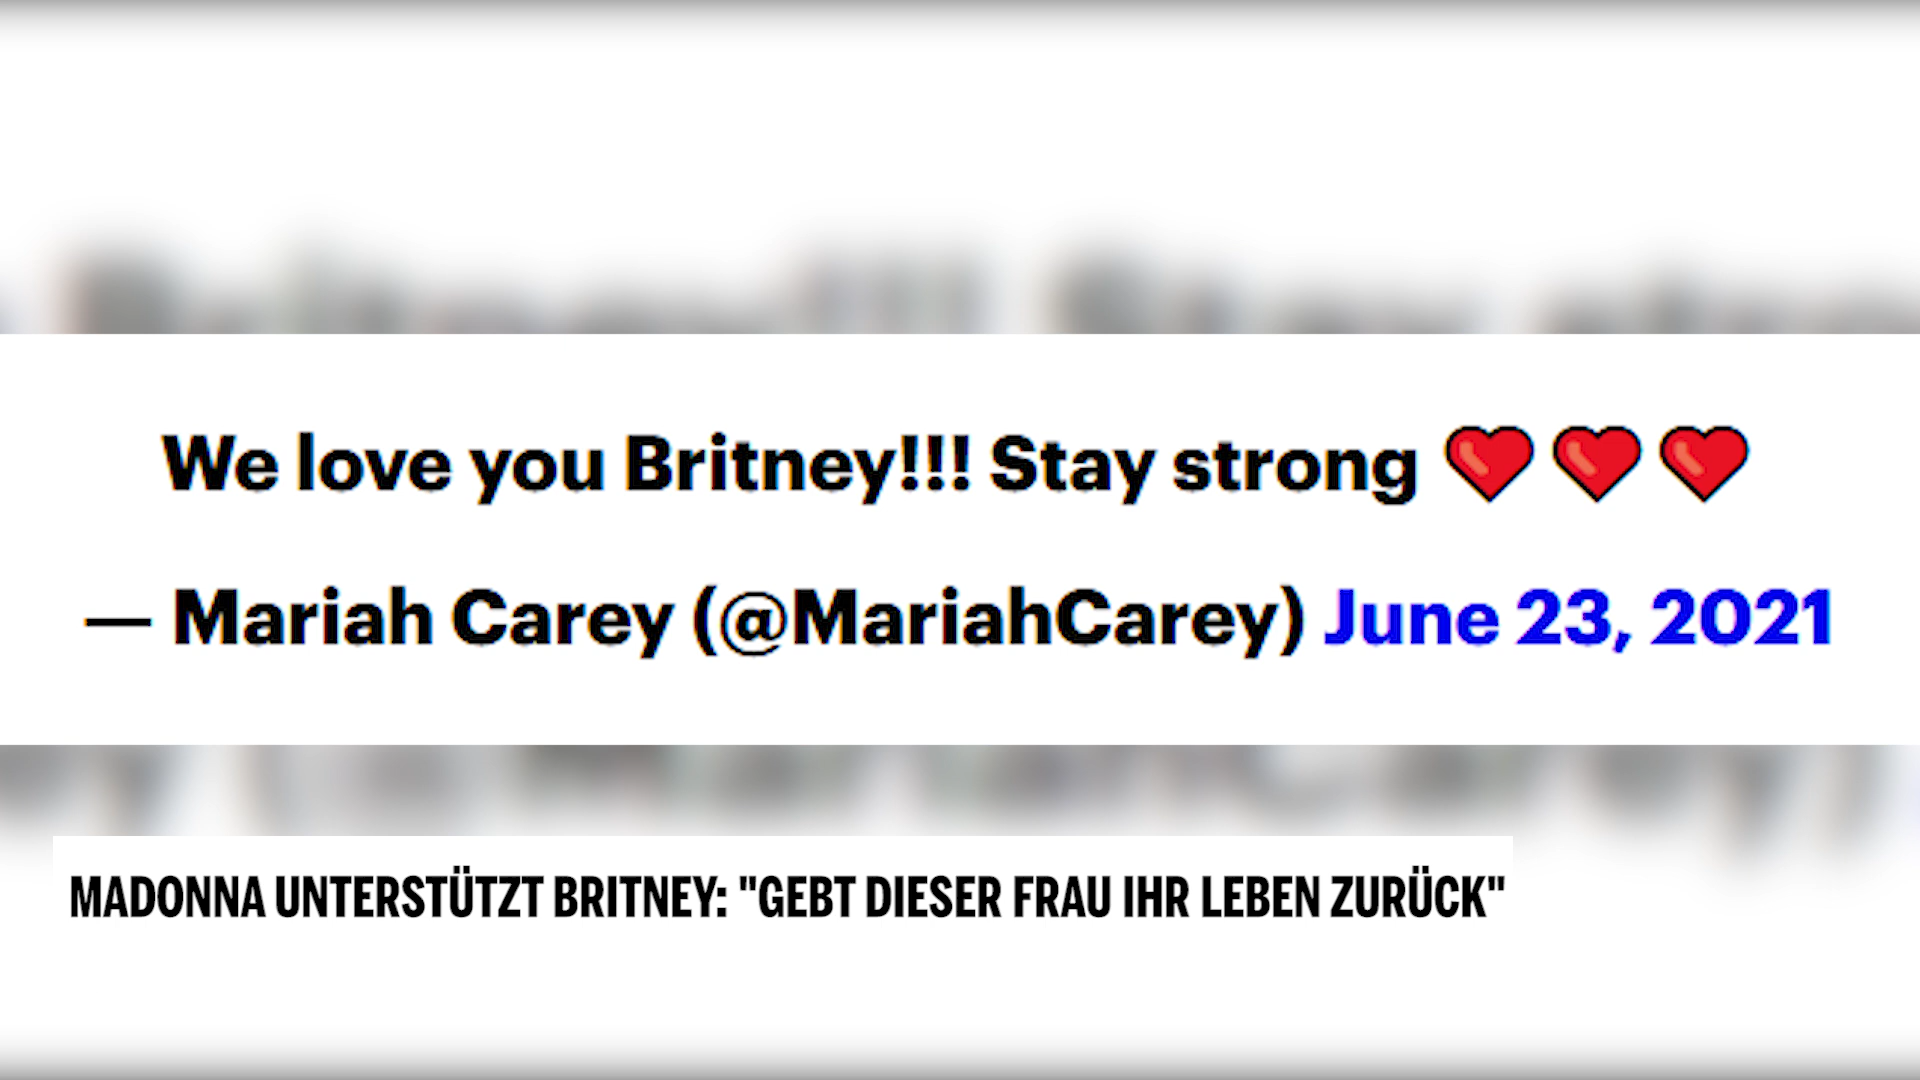 We love you Britney!!! Stay strong ❤️❤️❤️
— Mariah Carey (@MariahCarey) June 23, 2021
MADONNA UNTERSTÜTZT BRITNEY: "GEBT DIESER FRAU IHR LEBEN ZURÜCK"